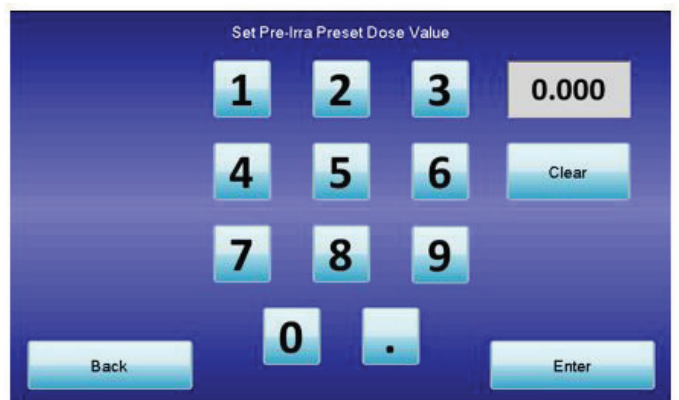 Set Pre-Irra Preset Dose Value
1 2 3 0.000
4 5 6 Clear
7 8 9
0 .
Back Enter